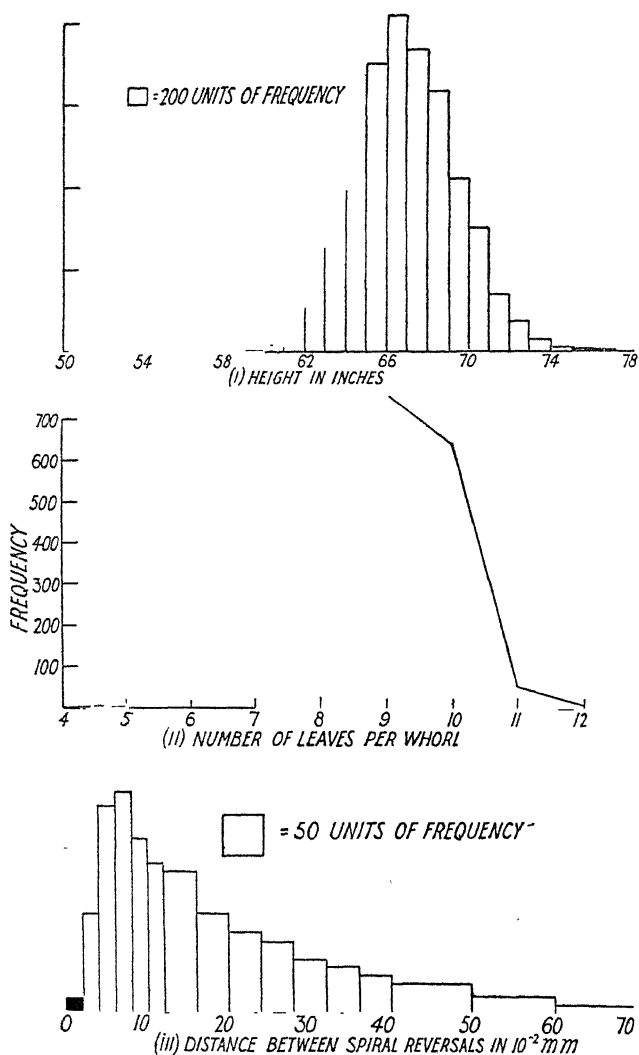 = 200 UNITS OF FREQUENCY
50 54 58 62 66 70 74 78
(I) HEIGHT IN INCHES
700
600
500
400
300
200
100
FREQUENCY
4 5 6 7 8 9 10 11 12
(II) NUMBER OF LEAVES PER WHORL
= 50 UNITS OF FREQUENCY
0 10 20 30 40 50 60 70
(iii) DISTANCE BETWEEN SPIRAL REVERSALS IN 10⁻² mm